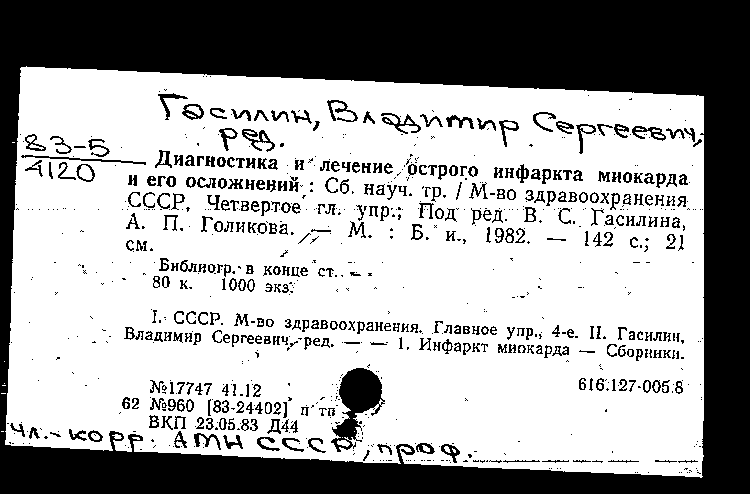 Гасилин, Владимир Сергеевич,
ред.
83-5
4120
Диагностика и лечение острого инфаркта миокарда
и его осложнений : Сб. науч. тр. / М-во здравоохранения
СССР, Четвертое гл. упр.; Под ред. В. С. Гасилина,
А. П. Голикова. — М. : Б. и., 1982. — 142 с.; 21
см.
Библиогр. в конце ст.
80 к. 1000 экз.
I. СССР. М-во здравоохранения. Главное упр., 4-е. II. Гасилин,
Владимир Сергеевич, ред. — — 1. Инфаркт миокарда — Сборники.
616.127-005.8
№17747 41.12
62 №960 [83-24402] п тп
ВКП 23.05.83 Д44
чл.-корр. АМН СССР, проф.